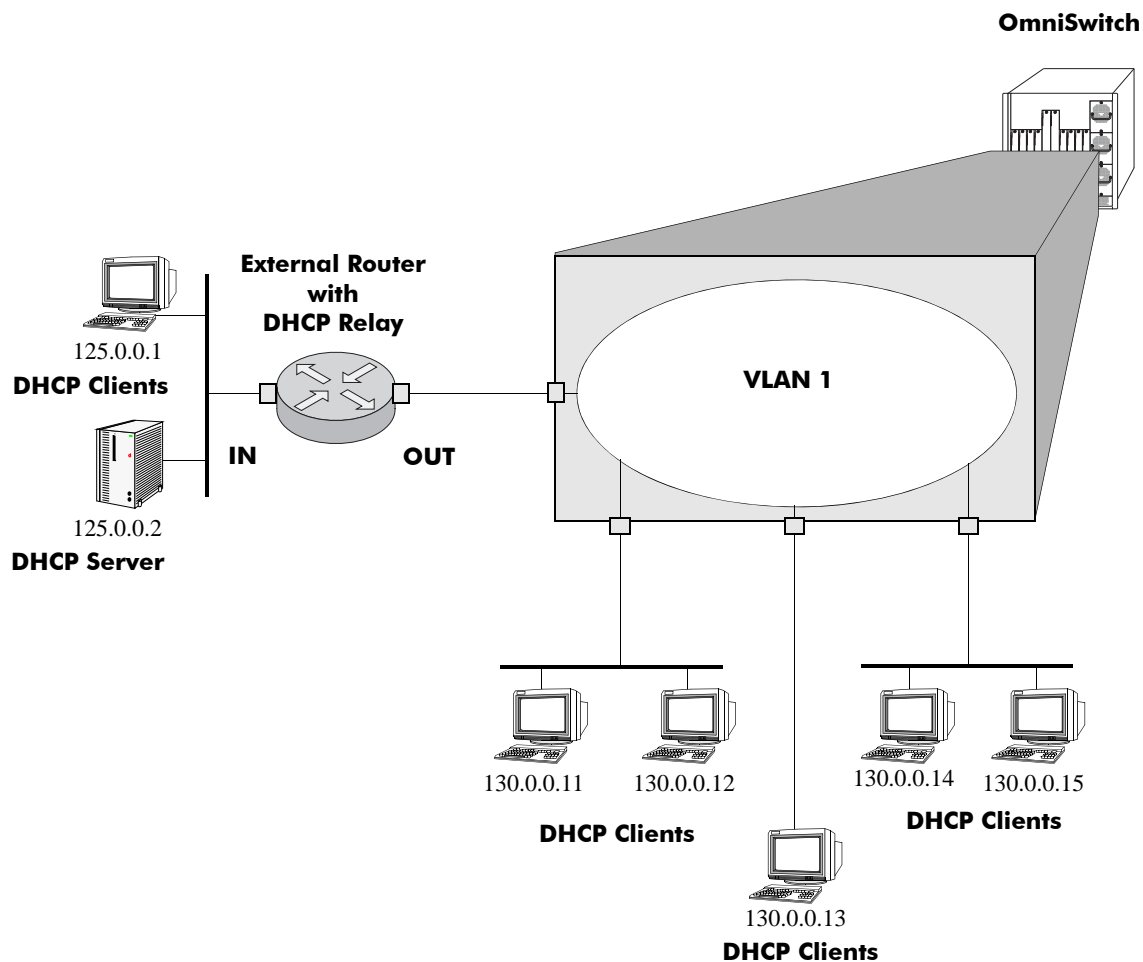 OmniSwitch
External Router
with
DHCP Relay
125.0.0.1
DHCP Clients
VLAN 1
IN
OUT
125.0.0.2
DHCP Server
130.0.0.11
130.0.0.12
DHCP Clients
130.0.0.14
130.0.0.15
DHCP Clients
130.0.0.13
DHCP Clients